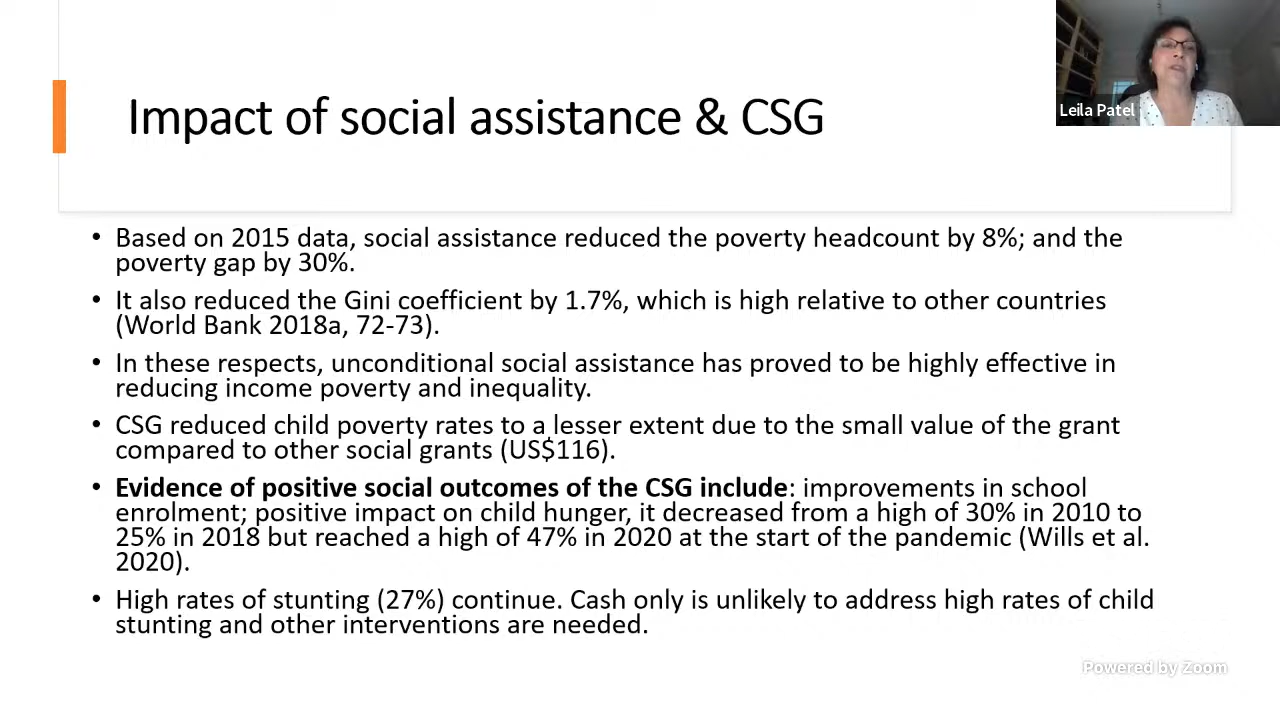 Leila Patel
Impact of social assistance & CSG
• Based on 2015 data, social assistance reduced the poverty headcount by 8%; and the
poverty gap by 30%.
• It also reduced the Gini coefficient by 1.7%, which is high relative to other countries
(World Bank 2018a, 72-73).
• In these respects, unconditional social assistance has proved to be highly effective in
reducing income poverty and inequality.
• CSG reduced child poverty rates to a lesser extent due to the small value of the grant
compared to other social grants (US$116).
• Evidence of positive social outcomes of the CSG include: improvements in school
enrolment; positive impact on child hunger, it decreased from a high of 30% in 2010 to
25% in 2018 but reached a high of 47% in 2020 at the start of the pandemic (Wills et al.
2020).
• High rates of stunting (27%) continue. Cash only is unlikely to address high rates of child
stunting and other interventions are needed.
Powered by Zoom